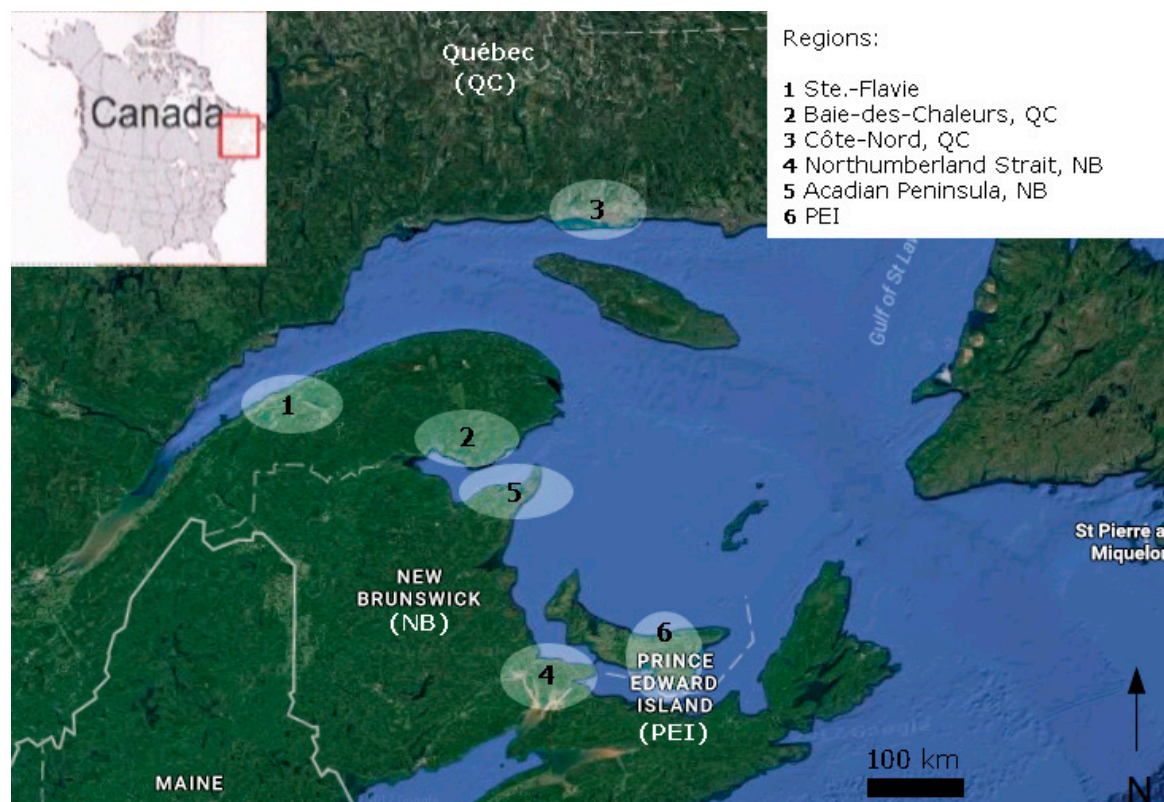 Canada
Québec
(QC)
Regions:
1 Ste.-Flavie
2 Baie-des-Chaleurs, QC
3 Côte-Nord, QC
4 Northumberland Strait, NB
5 Acadian Peninsula, NB
6 PEI
3
Gulf of St Law
1
2
5
St Pierre a
Miquelon
NEW
BRUNSWICK
(NB)
6
PRINCE
EDWARD
ISLAND
(PEI)
4
100 km
N
MAINE